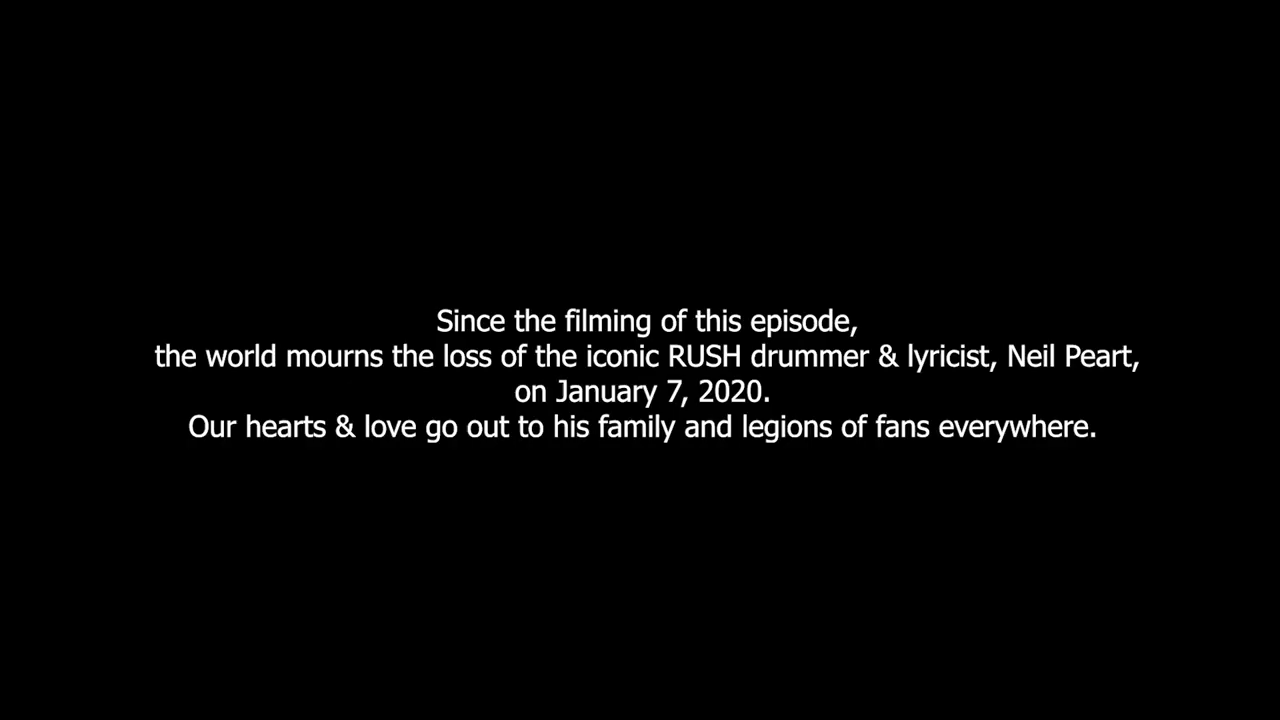 Since the filming of this episode,
the world mourns the loss of the iconic RUSH drummer & lyricist, Neil Peart,
on January 7, 2020.
Our hearts & love go out to his family and legions of fans everywhere.